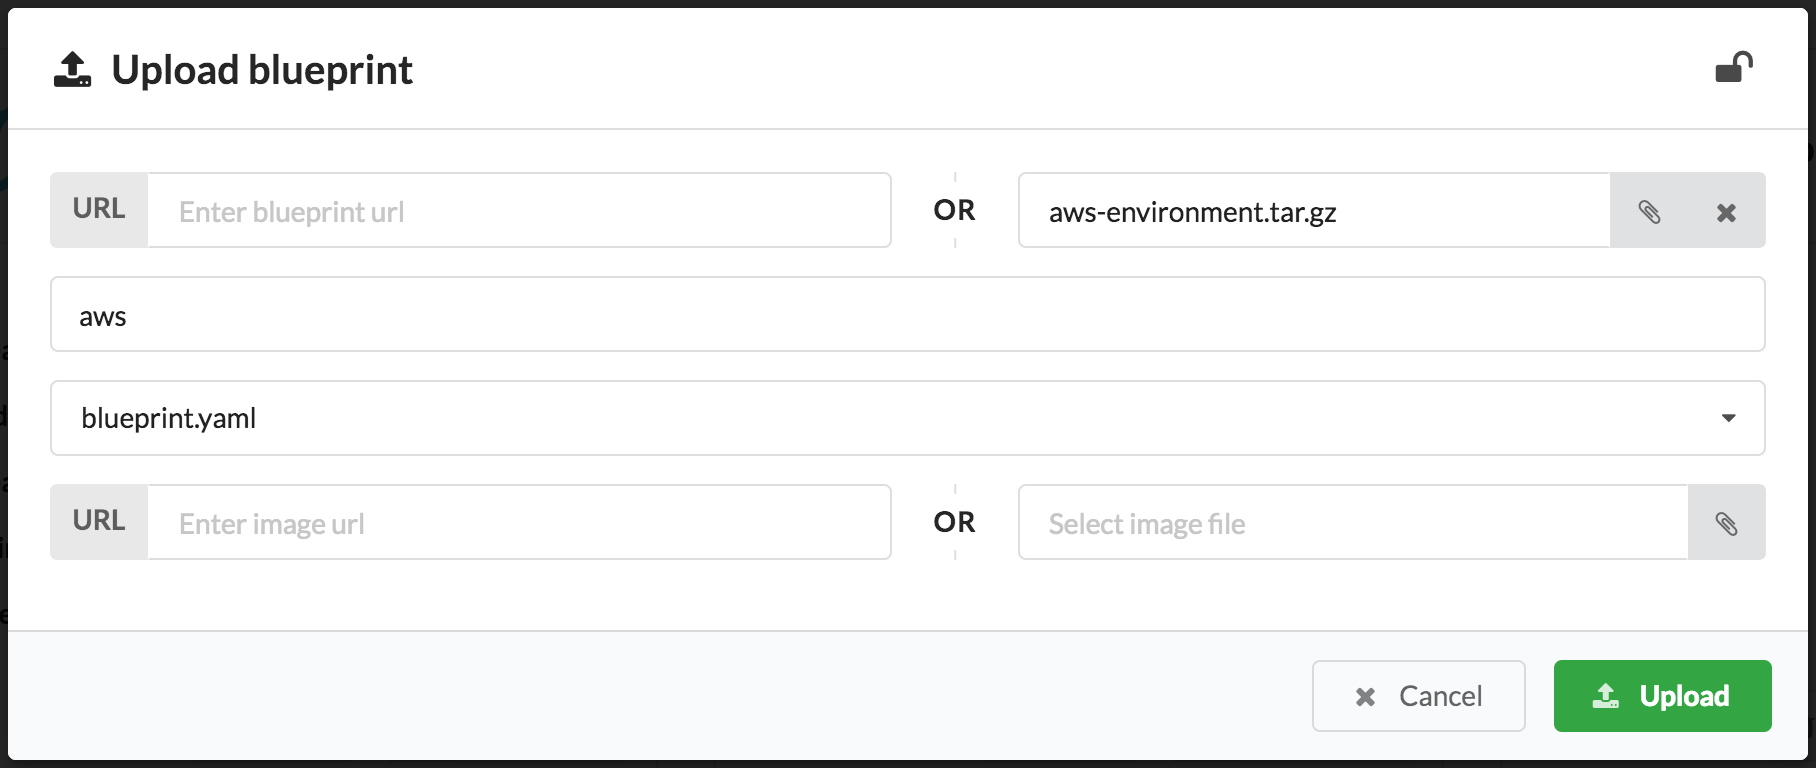 Upload blueprint
URL Enter blueprint url OR aws-environment.tar.gz
aws
blueprint.yaml
URL Enter image url OR Select image file
Cancel Upload